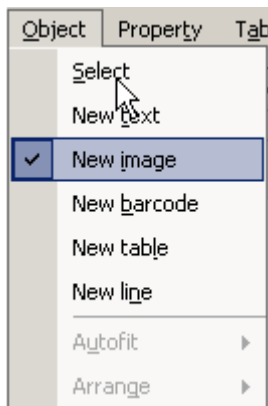 Object Property Tab
Select
New text
New image
New barcode
New table
New line
Autofit
Arrange